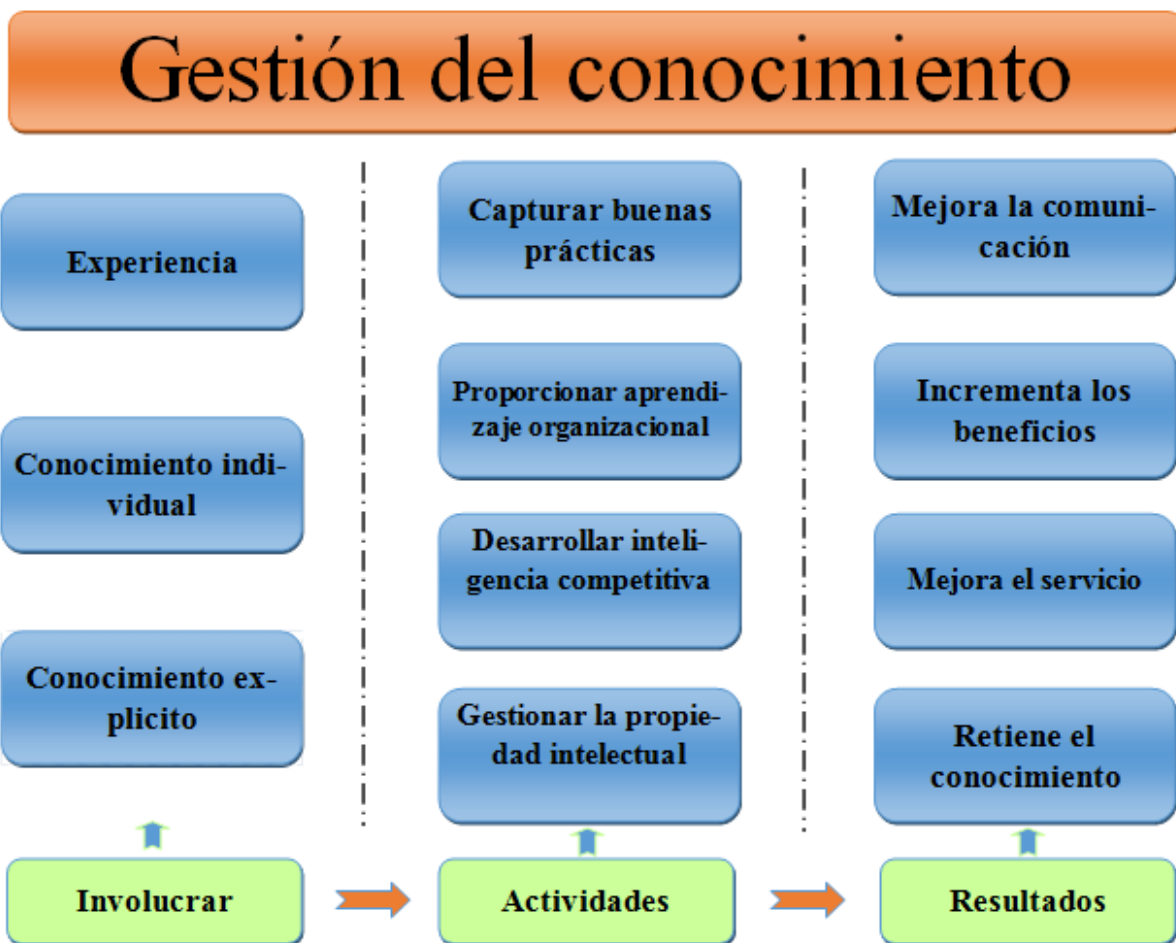 Gestión del conocimiento
Experiencia
Conocimiento indi-
vidual
Conocimiento ex-
plicito
Involucrar
Capturar buenas
prácticas
Proporcionar aprendi-
zaje organizacional
Desarrollar inteli-
gencia competitiva
Gestionar la propie-
dad intelectual
Actividades
Mejora la comuni-
cación
Incrementa los
beneficios
Mejora el servicio
Retiene el
conocimiento
Resultados